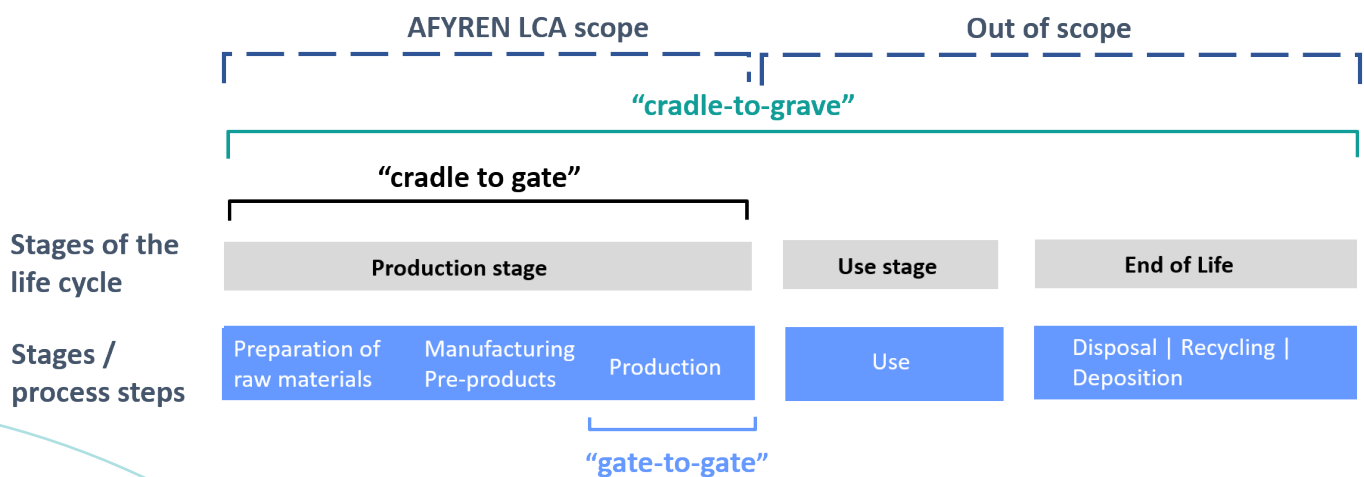 AFYREN LCA scope
Out of scope
“cradle-to-grave”
“cradle to gate”
Stages of the
life cycle
Production stage
Use stage
End of Life
Stages /
process steps
Preparation of
raw materials
Manufacturing
Pre-products
Production
Use
Disposal | Recycling |
Deposition
“gate-to-gate”